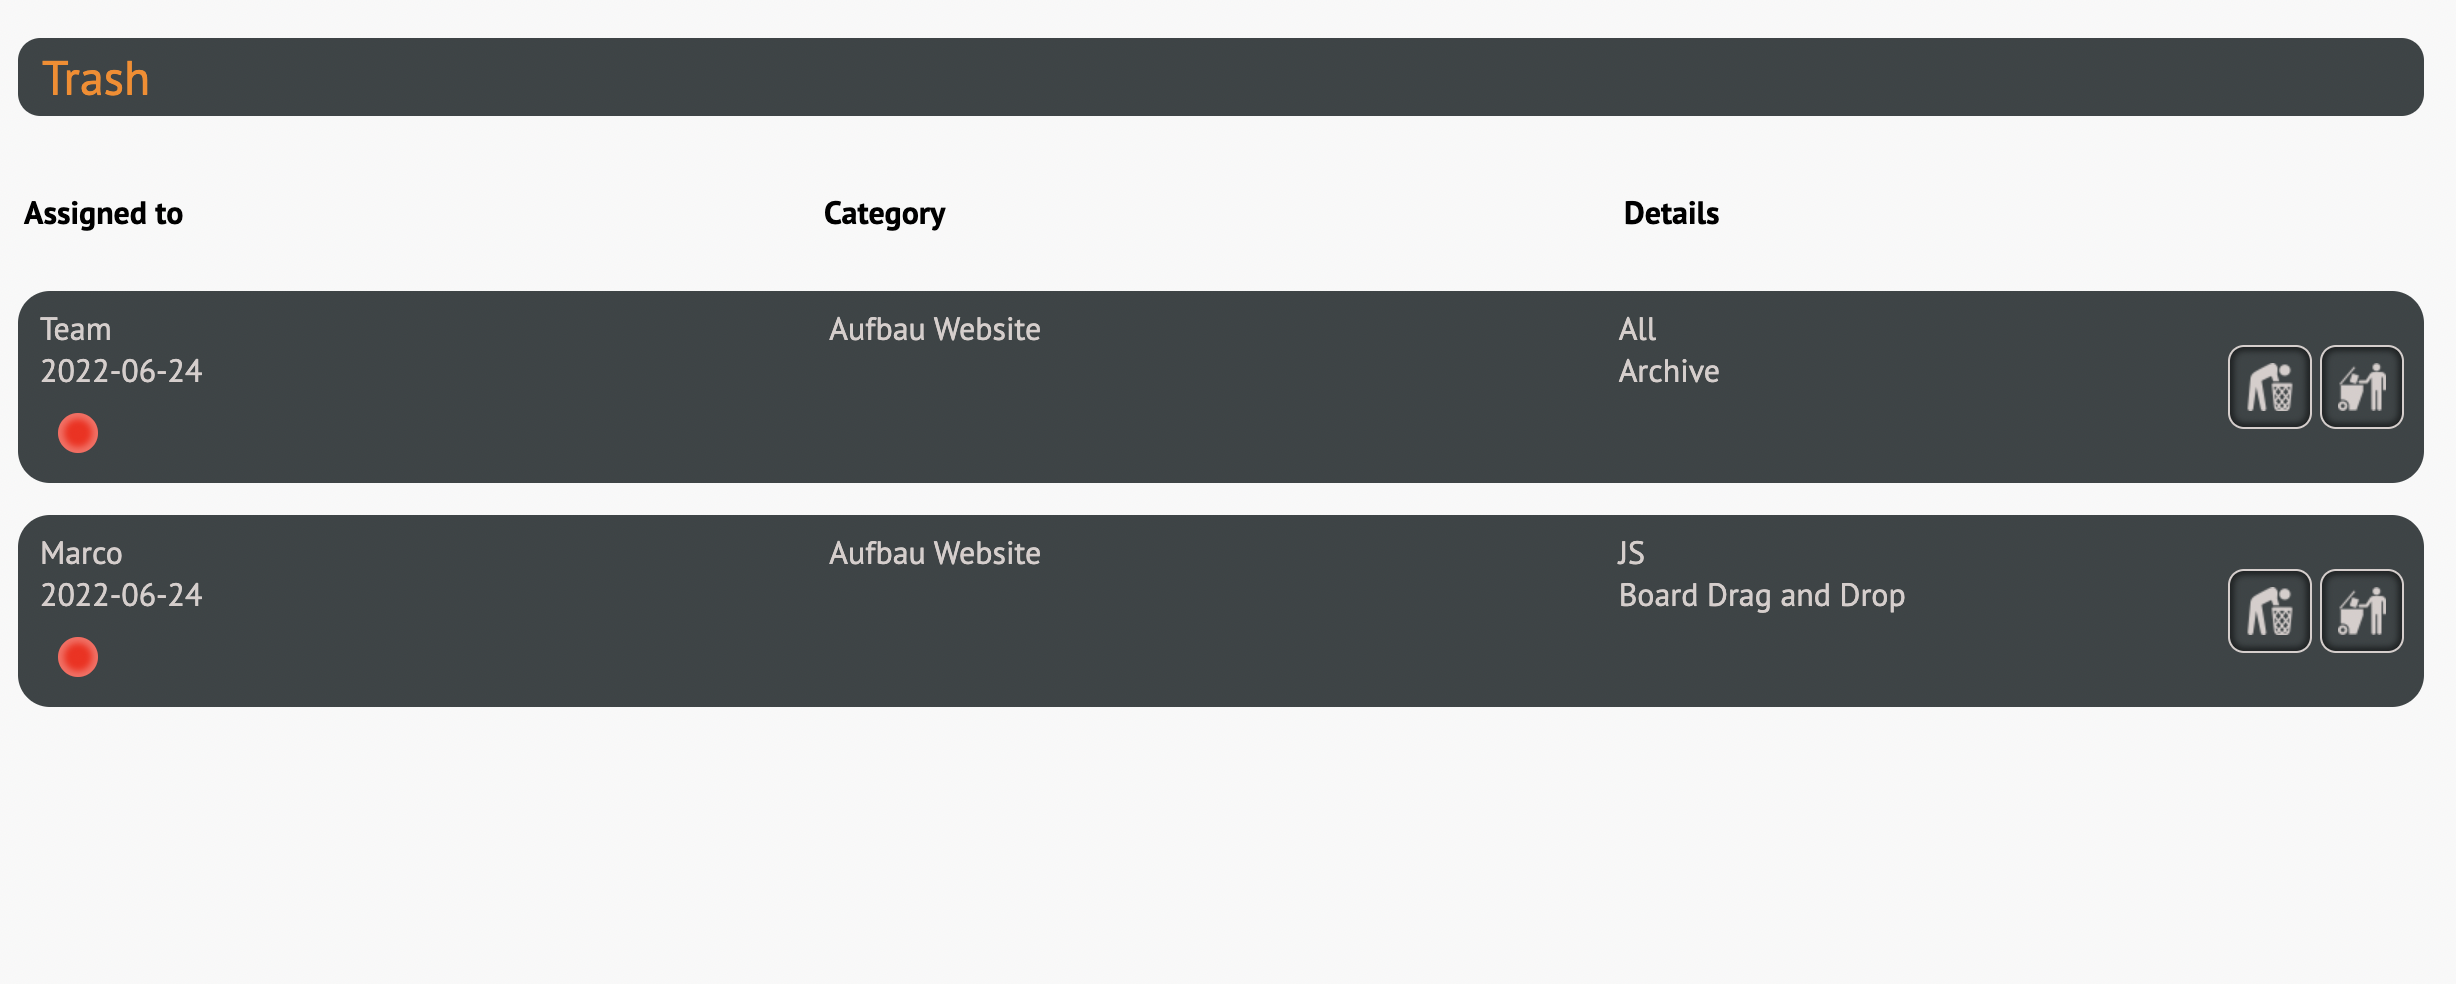 Trash
Assigned to Category Details
Team Aufbau Website All
2022-06-24 Archive
Marco Aufbau Website JS
2022-06-24 Board Drag and Drop